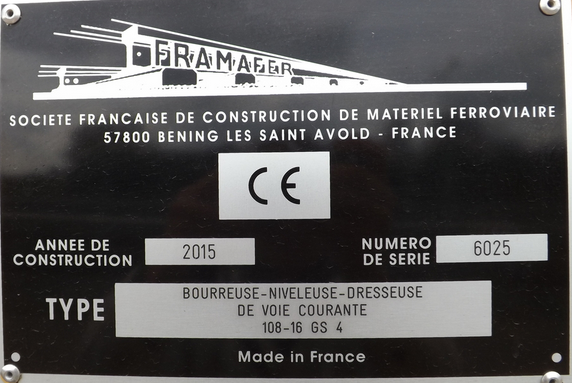 FRAMAFER
SOCIETE FRANCAISE DE CONSTRUCTION DE MATERIEL FERROVIAIRE
57800 BENING LES SAINT AVOLD - FRANCE
CE
ANNEE DE
CONSTRUCTION
2015
NUMERO
DE SERIE
6025
TYPE
BOURREUSE-NIVELEUSE-DRESSEUSE
DE VOIE COURANTE
108-16 GS 4
Made in France